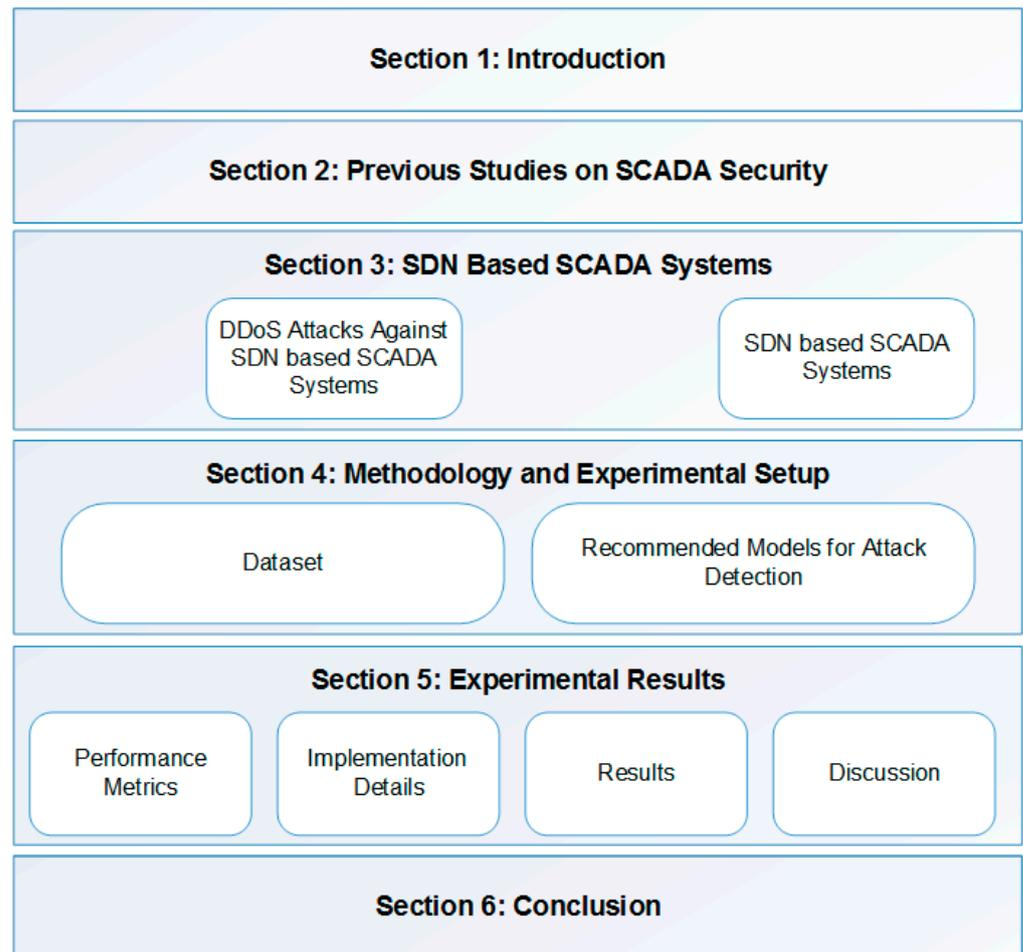 Section 1: Introduction
Section 2: Previous Studies on SCADA Security
Section 3: SDN Based SCADA Systems
DDoS Attacks Against
SDN based SCADA
Systems
SDN based SCADA
Systems
Section 4: Methodology and Experimental Setup
Dataset
Recommended Models for Attack
Detection
Section 5: Experimental Results
Performance
Metrics
Implementation
Details
Results
Discussion
Section 6: Conclusion